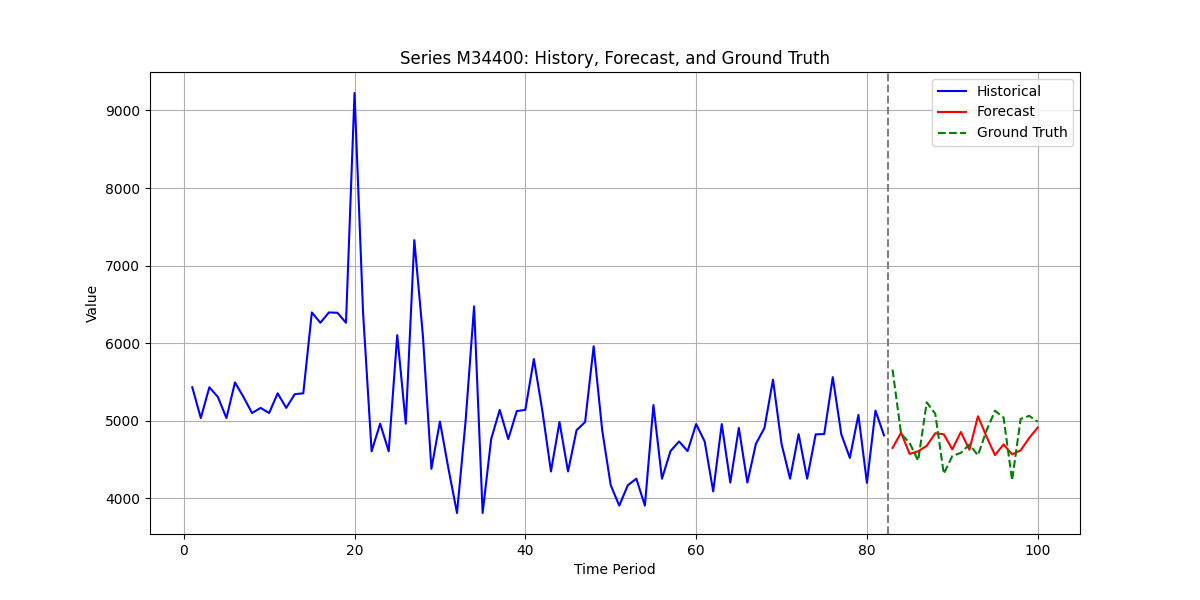 Series M34400: History, Forecast, and Ground Truth
Historical
Forecast
Ground Truth
9000
8000
7000
6000
5000
4000
Value
0 20 40 60 80 100
Time Period